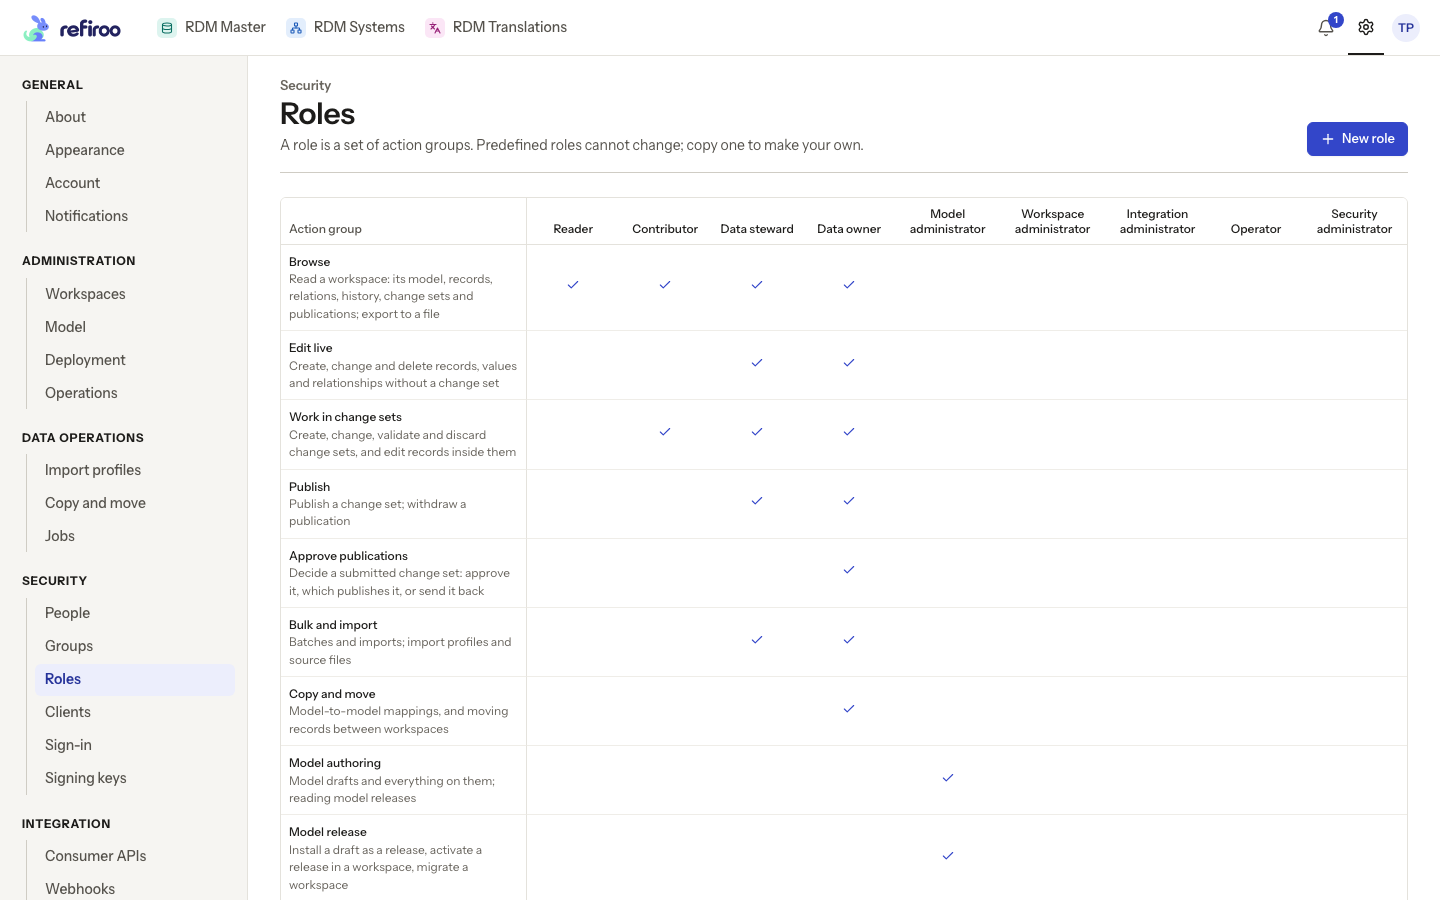 refiroo
RDM Master
RDM Systems
RDM Translations
1
TP
GENERAL
About
Appearance
Account
Notifications
ADMINISTRATION
Workspaces
Model
Deployment
Operations
DATA OPERATIONS
Import profiles
Copy and move
Jobs
SECURITY
People
Groups
Roles
Clients
Sign-in
Signing keys
INTEGRATION
Consumer APIs
Webhooks
Security
Roles
A role is a set of action groups. Predefined roles cannot change; copy one to make your own.
New role
Action group
Reader
Contributor
Data steward
Data owner
Model
administrator
Workspace
administrator
Integration
administrator
Operator
Security
administrator
Browse
Read a workspace: its model, records,
relations, history, change sets and
publications; export to a file
Edit live
Create, change and delete records, values
and relationships without a change set
Work in change sets
Create, change, validate and discard
change sets, and edit records inside them
Publish
Publish a change set; withdraw a
publication
Approve publications
Decide a submitted change set: approve
it, which publishes it, or send it back
Bulk and import
Batches and imports; import profiles and
source files
Copy and move
Model-to-model mappings, and moving
records between workspaces
Model authoring
Model drafts and everything on them;
reading model releases
Model release
Install a draft as a release, activate a
release in a workspace, migrate a
workspace